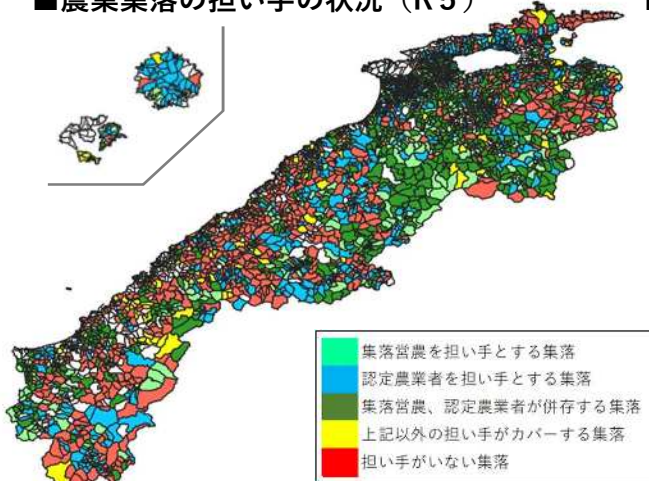 ■農業集落の担い手の状況（R5）
集落営農を担い手とする集落
認定農業者を担い手とする集落
集落営農、認定農業者が併存する集落
上記以外の担い手がカバーする集落
担い手がいない集落